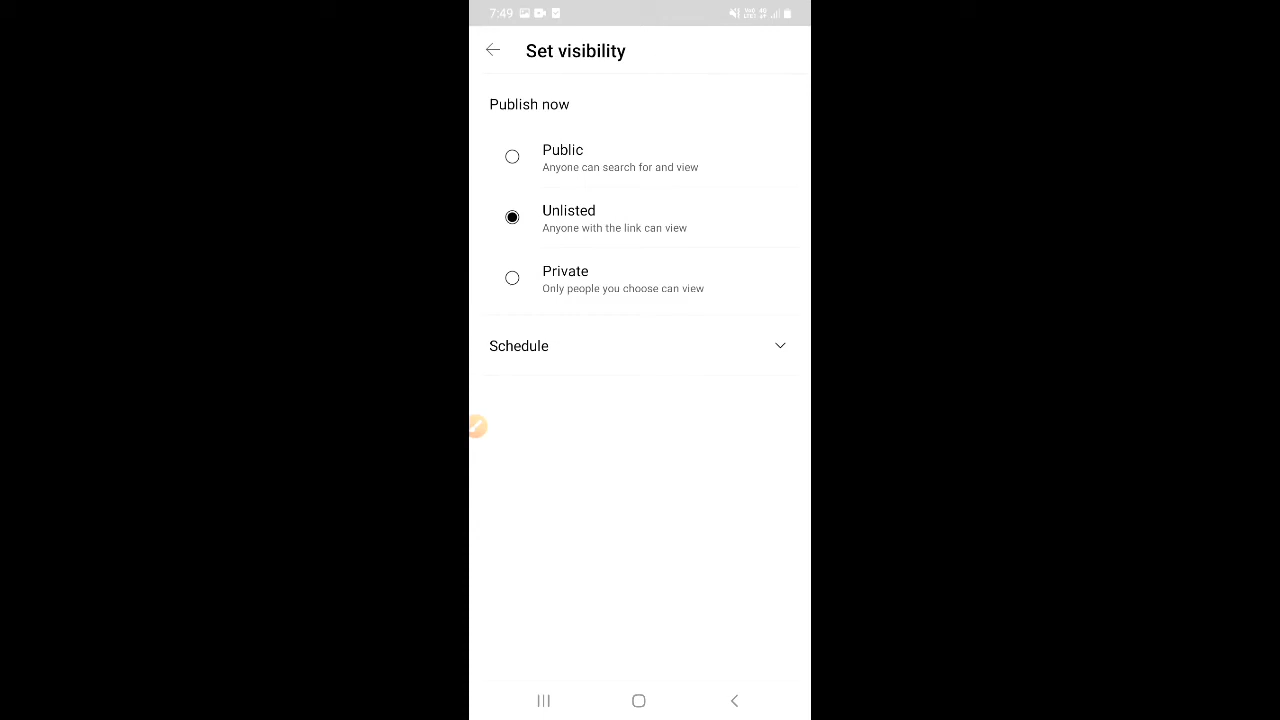 7:49
Set visibility
Publish now
Public
Anyone can search for and view
Unlisted
Anyone with the link can view
Private
Only people you choose can view
Schedule